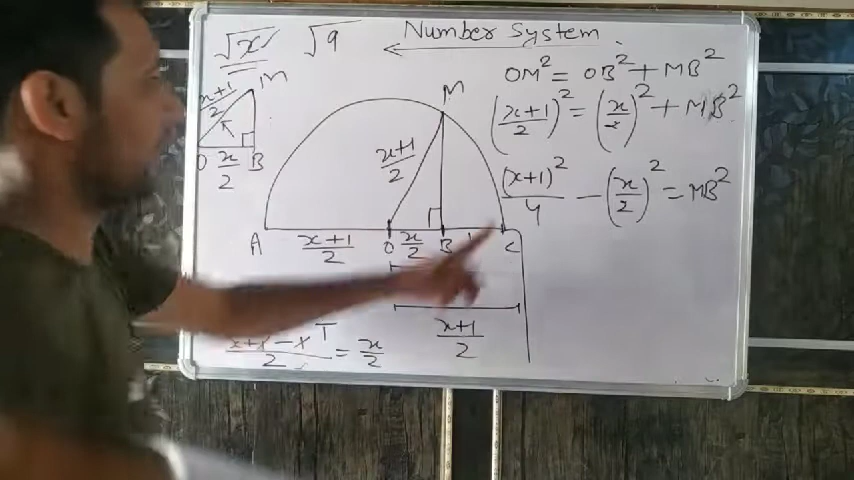 √x √9 Number System
OM² = OB² + MB²
(x+1/2)² = (x/2)² + MB²
(x+1)²/4 - (x/2)² = MB²
x+1/2 M
O x/2 B
M
x+1/2
A x+1/2 O x/2 B 1 C
x+1/2
/2 = x/2